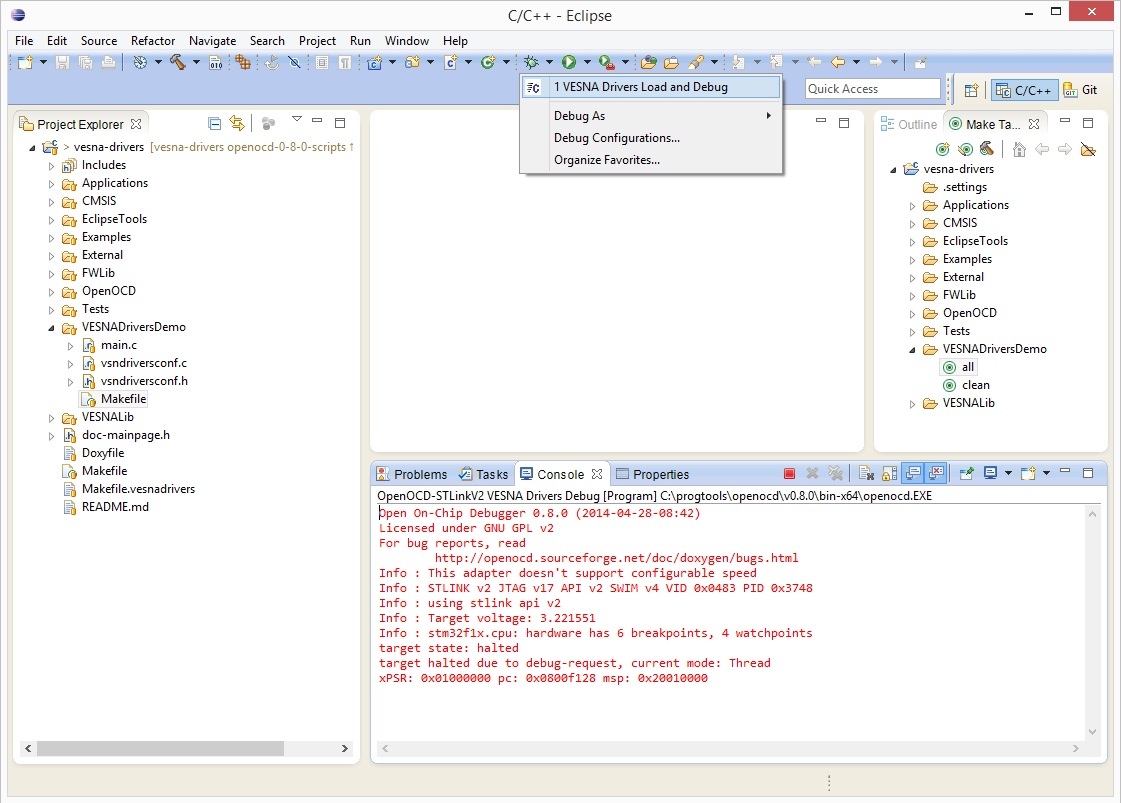 C/C++ - Eclipse
File Edit Source Refactor Navigate Search Project Run Window Help
1 VESNA Drivers Load and Debug
Debug As
Debug Configurations...
Organize Favorites...
Quick Access
C/C++
Git
Project Explorer
> vesna-drivers [vesna-drivers openocd-0-8-0-scripts
Includes
Applications
CMSIS
EclipseTools
Examples
External
FWLib
OpenOCD
Tests
VESNADriversDemo
main.c
vsndriversconf.c
vsndriversconf.h
Makefile
VESNALib
doc-mainpage.h
Doxyfile
Makefile
Makefile.vesnadrivers
README.md
Outline Make Ta...
vesna-drivers
.settings
Applications
CMSIS
EclipseTools
Examples
External
FWLib
OpenOCD
Tests
VESNADriversDemo
all
clean
VESNALib
Problems Tasks Console Properties
OpenOCD-STLinkV2 VESNA Drivers Debug [Program] C:\progtools\openocd\v0.8.0\bin-x64\openocd.EXE
Open On-Chip Debugger 0.8.0 (2014-04-28-08:42)
Licensed under GNU GPL v2
For bug reports, read
http://openocd.sourceforge.net/doc/doxygen/bugs.html
Info : This adapter doesn't support configurable speed
Info : STLINK v2 JTAG v17 API v2 SWIM v4 VID 0x0483 PID 0x3748
Info : using stlink api v2
Info : Target voltage: 3.221551
Info : stm32f1x.cpu: hardware has 6 breakpoints, 4 watchpoints
target state: halted
target halted due to debug-request, current mode: Thread
xPSR: 0x01000000 pc: 0x0800f128 msp: 0x20010000